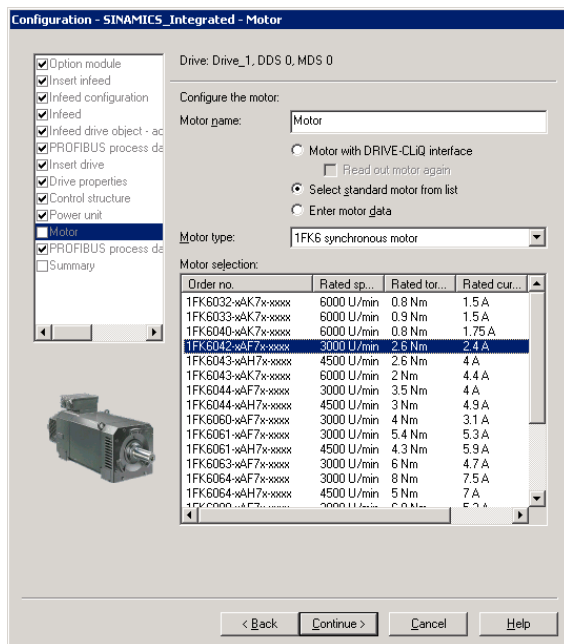 Configuration - SINAMICS_Integrated - Motor
Option module
Insert infeed
Infeed configuration
Infeed
Infeed drive object - ac
PROFIBUS process da
Insert drive
Drive properties
Control structure
Power unit
Motor
PROFIBUS process da
Summary
Drive: Drive_1, DDS 0, MDS 0
Configure the motor:
Motor name: Motor
Motor with DRIVE-CLiQ interface
Read out motor again
Select standard motor from list
Enter motor data
Motor type: 1FK6 synchronous motor
Motor selection:
Order no. Rated sp... Rated tor... Rated cur...
1FK6032-xAK7x-xxxx 6000 U/min 0.8 Nm 1.5 A
1FK6033-xAK7x-xxxx 6000 U/min 0.9 Nm 1.5 A
1FK6040-xAK7x-xxxx 6000 U/min 0.8 Nm 1.75 A
1FK6042-xAF7x-xxxx 3000 U/min 2.6 Nm 2.4 A
1FK6043-xAH7x-xxxx 4500 U/min 2.6 Nm 4 A
1FK6043-xAK7x-xxxx 6000 U/min 2 Nm 4.4 A
1FK6044-xAF7x-xxxx 3000 U/min 3.5 Nm 4 A
1FK6044-xAH7x-xxxx 4500 U/min 3 Nm 4.9 A
1FK6060-xAF7x-xxxx 3000 U/min 4 Nm 3.1 A
1FK6061-xAF7x-xxxx 3000 U/min 5.4 Nm 5.3 A
1FK6061-xAH7x-xxxx 4500 U/min 4.3 Nm 5.9 A
1FK6063-xAF7x-xxxx 3000 U/min 6 Nm 4.7 A
1FK6064-xAF7x-xxxx 3000 U/min 8 Nm 7.5 A
1FK6064-xAH7x-xxxx 4500 U/min 5 Nm 7 A
< Back Continue > Cancel Help